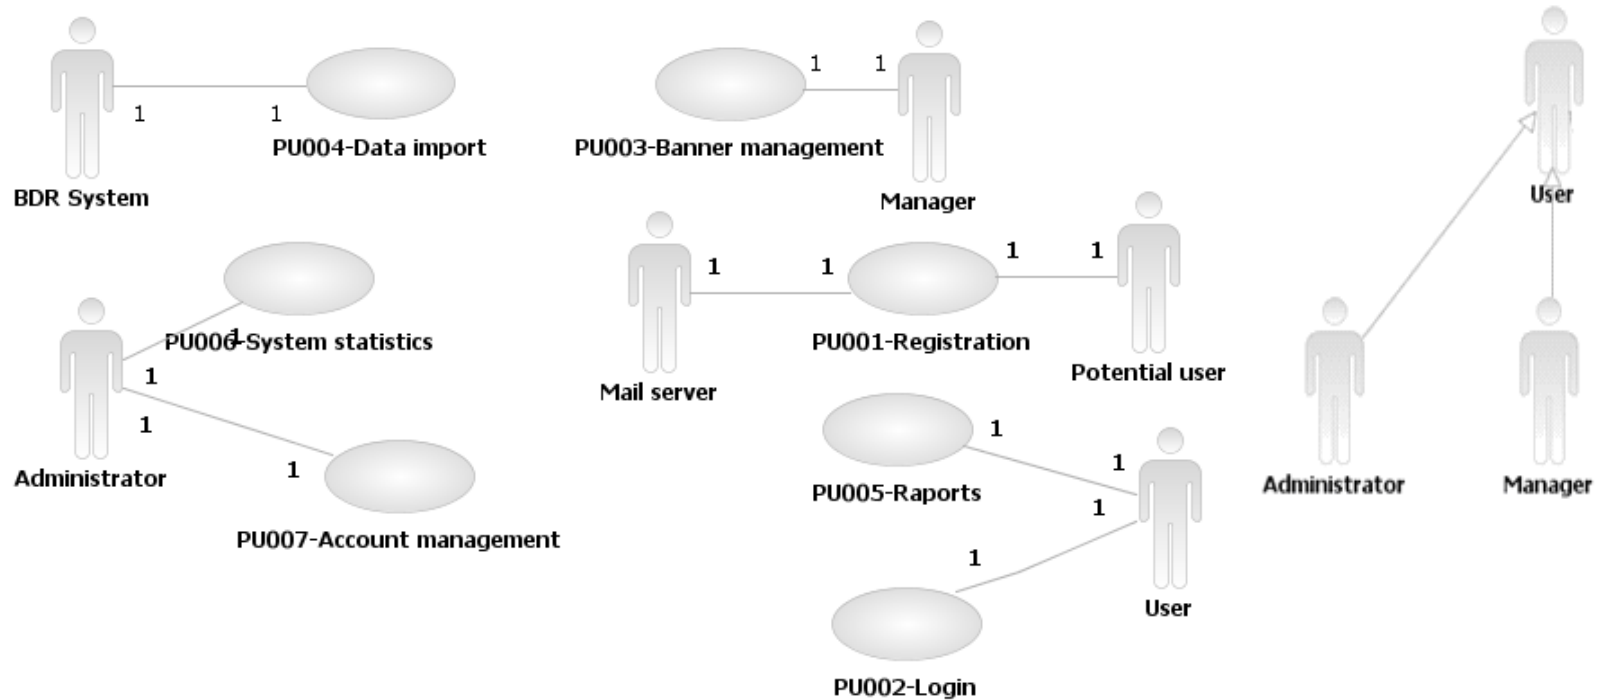 1
1
PU004-Data import
BDR System
1
1
PU003-Banner management
Manager
User
1
PU006-System statistics
1
1
1
Administrator
PU007-Account management
1
1
1
1
PU001-Registration
Mail server
Potential user
1
1
PU005-Raports
1
1
User
PU002-Login
Administrator
Manager